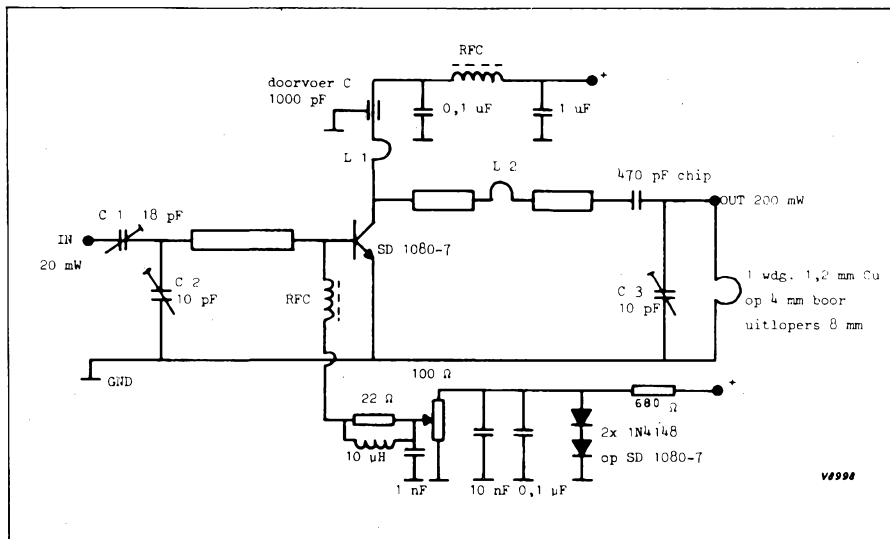 RFC
doorvoer C
1000 pF
+
0,1 uF
1 uF
L 1
L 2
470 pF chip
C 1
18 pF
OUT 200 mW
IN
SD 1080-7
20 mW
C 2
10 pF
1 wdg. 1,2 mm Cu
op 4 mm boor
uitlopers 8 mm
C 3
10 pF
RFC
GND
100 Ω
+
22 Ω
680 Ω
10 µH
2x 1N4148
op SD 1080-7
1 nF
10 nF
0,1 µF
V8998